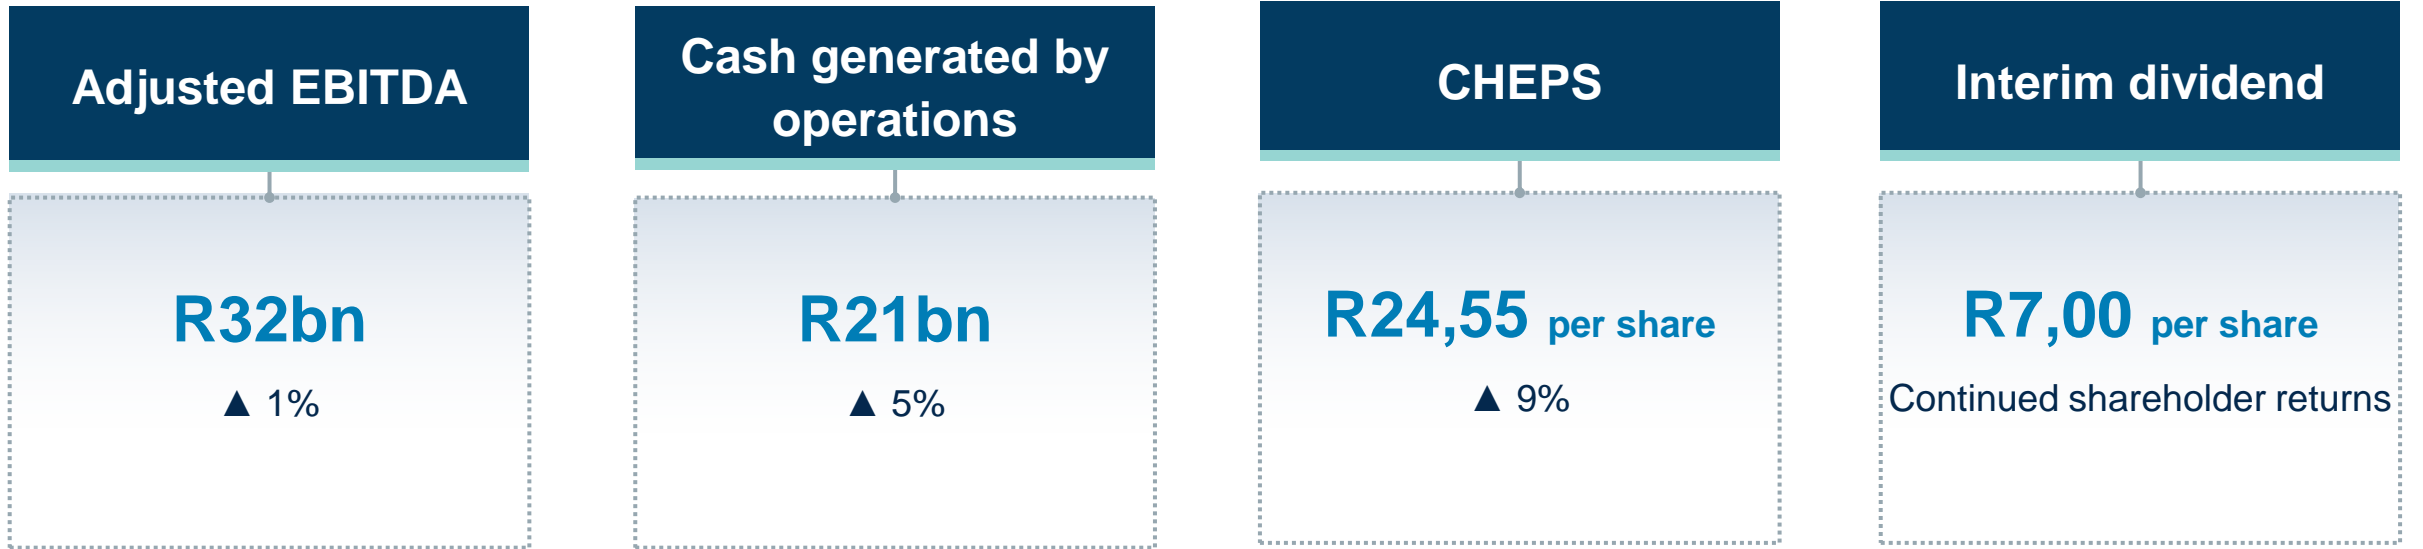 Adjusted EBITDA
R32bn
▲ 1%
Cash generated by
operations
R21bn
▲ 5%
CHEPS
R24,55 per share
▲ 9%
Interim dividend
R7,00 per share
Continued shareholder returns